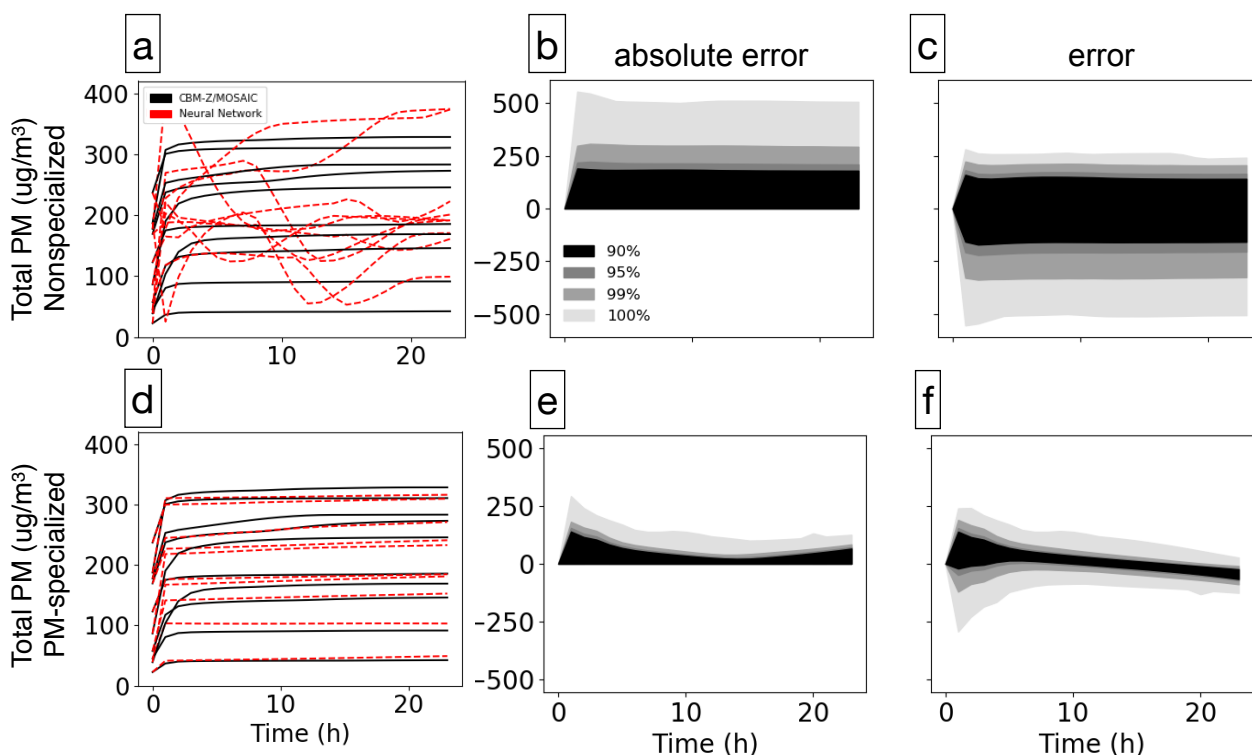 a
b
c
absolute error
error
Total PM (ug/m³)
Nonspecialized
400
300
200
100
0
CBM-Z/MOSAIC
Neural Network
0
10
20
500
250
0
−250
−500
90%
95%
99%
100%
d
e
f
Total PM (ug/m³)
PM-specialized
400
300
200
100
0
0
10
20
Time (h)
500
250
0
−250
−500
0
10
20
Time (h)
0
10
20
Time (h)